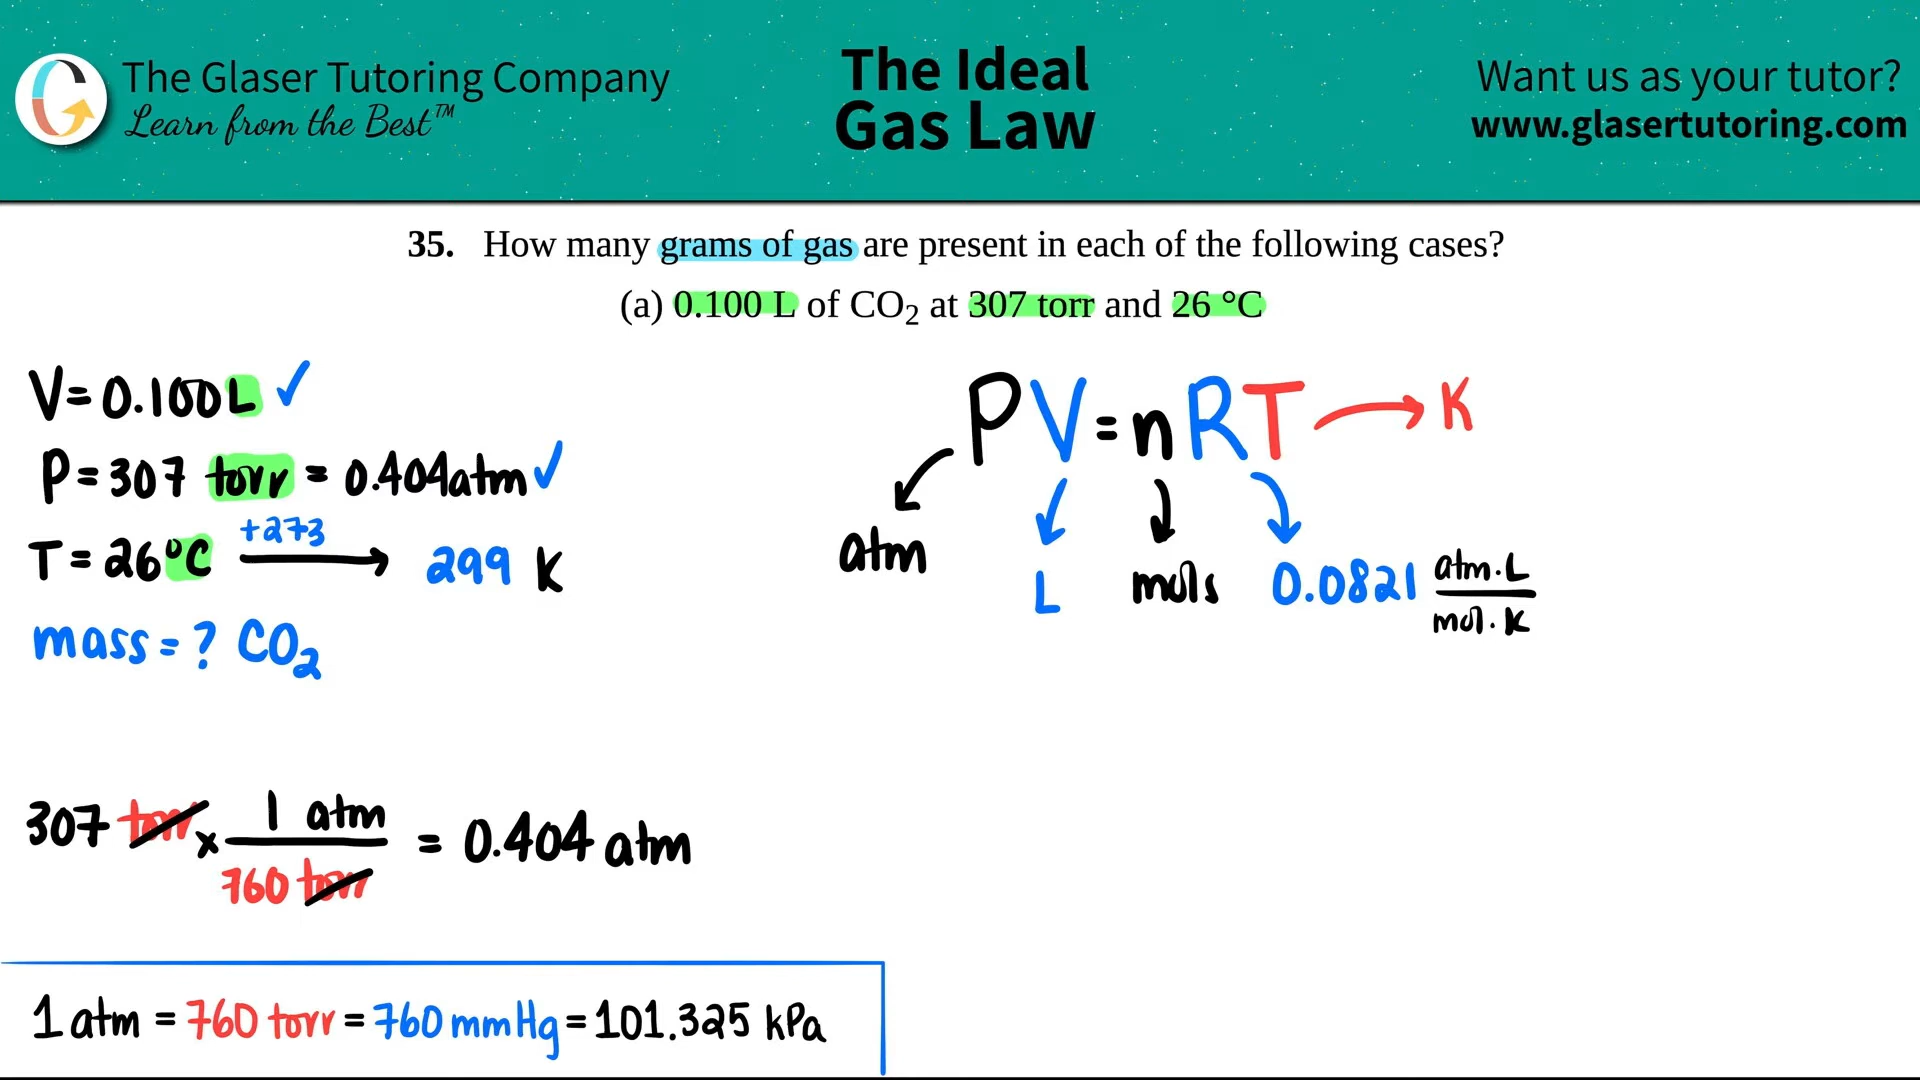 The Glaser Tutoring Company
Learn from the Best™
The Ideal
Gas Law
Want us as your tutor?
www.glasertutoring.com
35. How many grams of gas are present in each of the following cases?
(a) 0.100 L of CO₂ at 307 torr and 26 °C
V = 0.100 L ✓
P = 307 torr = 0.404 atm ✓
+273
T = 26°C → 299 K
mass = ? CO₂
PV = nRT → K
atm
L
mols
0.0821 atm·L
mol·K
307 torr x 1 atm = 0.404 atm
760 torr
1 atm = 760 torr = 760 mmHg = 101.325 kPa